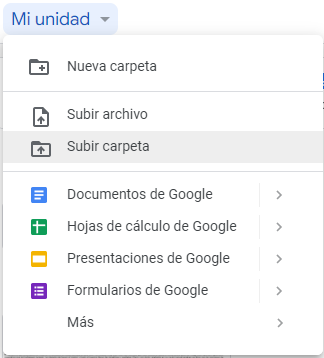 Mi unidad
Nueva carpeta
Subir archivo
Subir carpeta
Documentos de Google
Hojas de cálculo de Google
Presentaciones de Google
Formularios de Google
Más